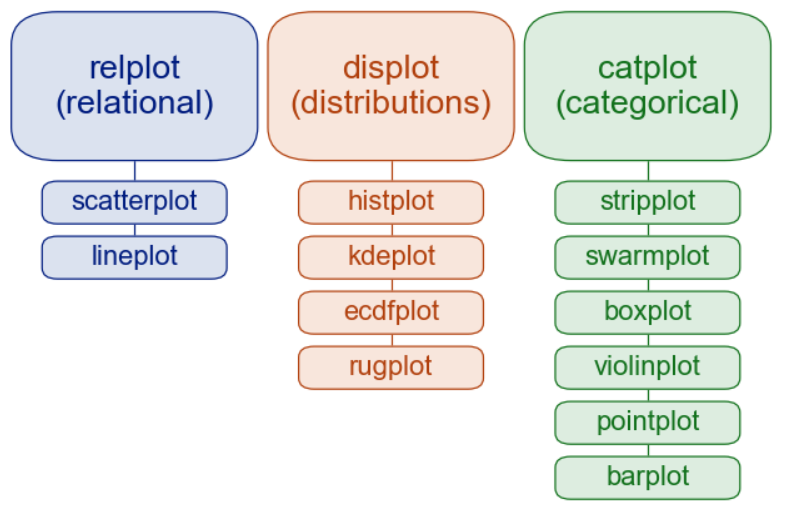 relplot
(relational)
scatterplot
lineplot
displot
(distributions)
histplot
kdeplot
ecdfplot
rugplot
catplot
(categorical)
stripplot
swarmplot
boxplot
violinplot
pointplot
barplot